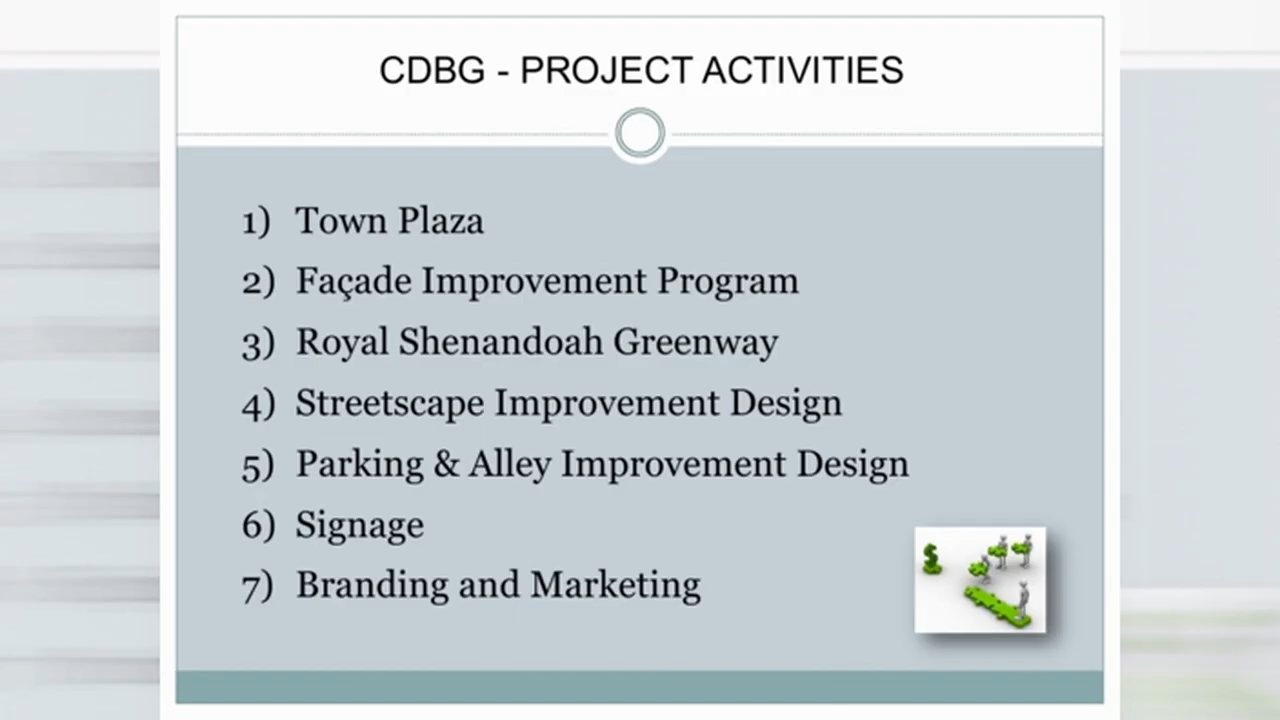 CDBG - PROJECT ACTIVITIES
1) Town Plaza
2) Façade Improvement Program
3) Royal Shenandoah Greenway
4) Streetscape Improvement Design
5) Parking & Alley Improvement Design
6) Signage
7) Branding and Marketing